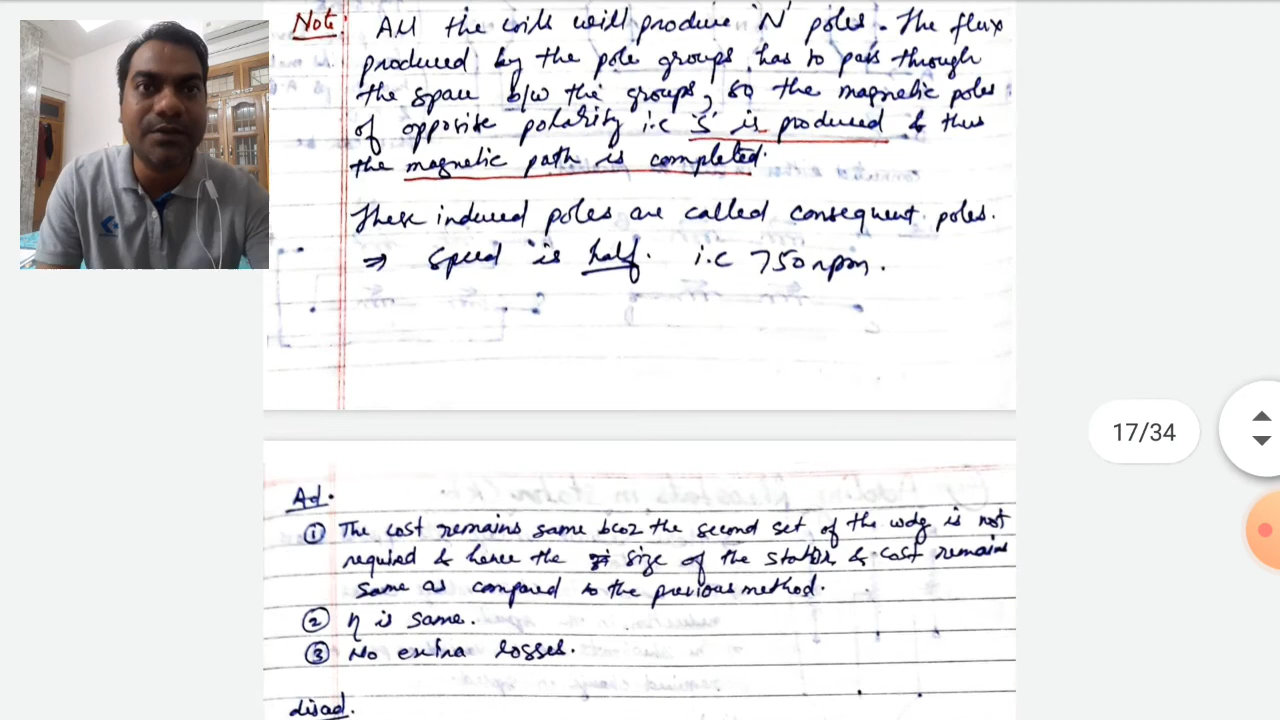 Note: All the coils will produce 'N' poles. The flux
produced by the pole groups has to pass through
the space b/w the groups, so the magnetic poles
of opposite polarity i.e 'S' is produced & thus
the magnetic path is completed.
These induced poles are called consequent poles.
⇒ Speed is half. i.e 750 rpm.
17/34
Ad.
① The cost remains same bcoz the second set of the wdg is not
required & hence the size of the stator & cost remains
same as compared to the previous method.
② η is same.
③ No extra losses.
disad.